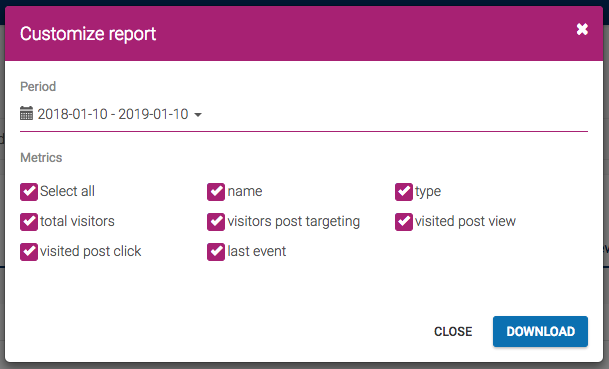 Customize report
Period
2018-01-10 - 2019-01-10
Metrics
Select all name type
total visitors visitors post targeting visited post view
visited post click last event
CLOSE DOWNLOAD